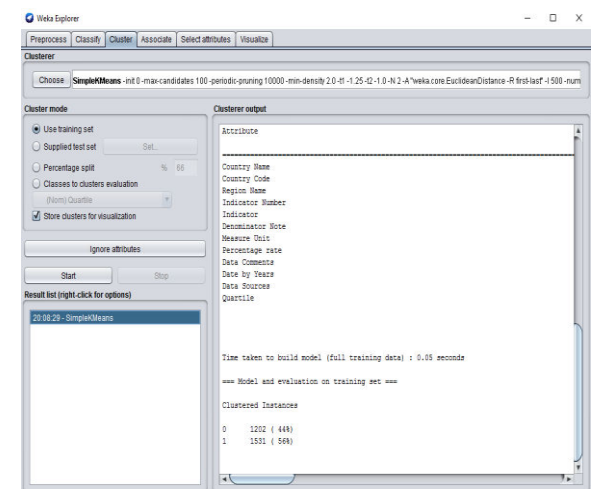 Weka Explorer
Preprocess Classify Cluster Associate Select attributes Visualize
Clusterer
Choose SimpleKMeans -init 0 -max-candidates 100 -periodic-pruning 10000 -min-density 2.0 -t1 -1.25 -t2 -1.0 -N 2 -A "weka.core.EuclideanDistance -R first-last" -I 500 -num
Cluster mode
Use training set
Supplied test set Set...
Percentage split % 66
Classes to clusters evaluation
(Nom) Quartile
Store clusters for visualization
Ignore attributes
Start Stop
Result list (right-click for options)
20:08:29 - SimpleKMeans
Clusterer output
Attribute
==========================================================
Country Name
Country Code
Region Name
Indicator Number
Indicator
Denominator Note
Measure Unit
Percentage rate
Data Comments
Date by Years
Data Sources
Quartile
Time taken to build model (full training data) : 0.05 seconds
=== Model and evaluation on training set ===
Clustered Instances
0 1202 ( 44%)
1 1531 ( 56%)